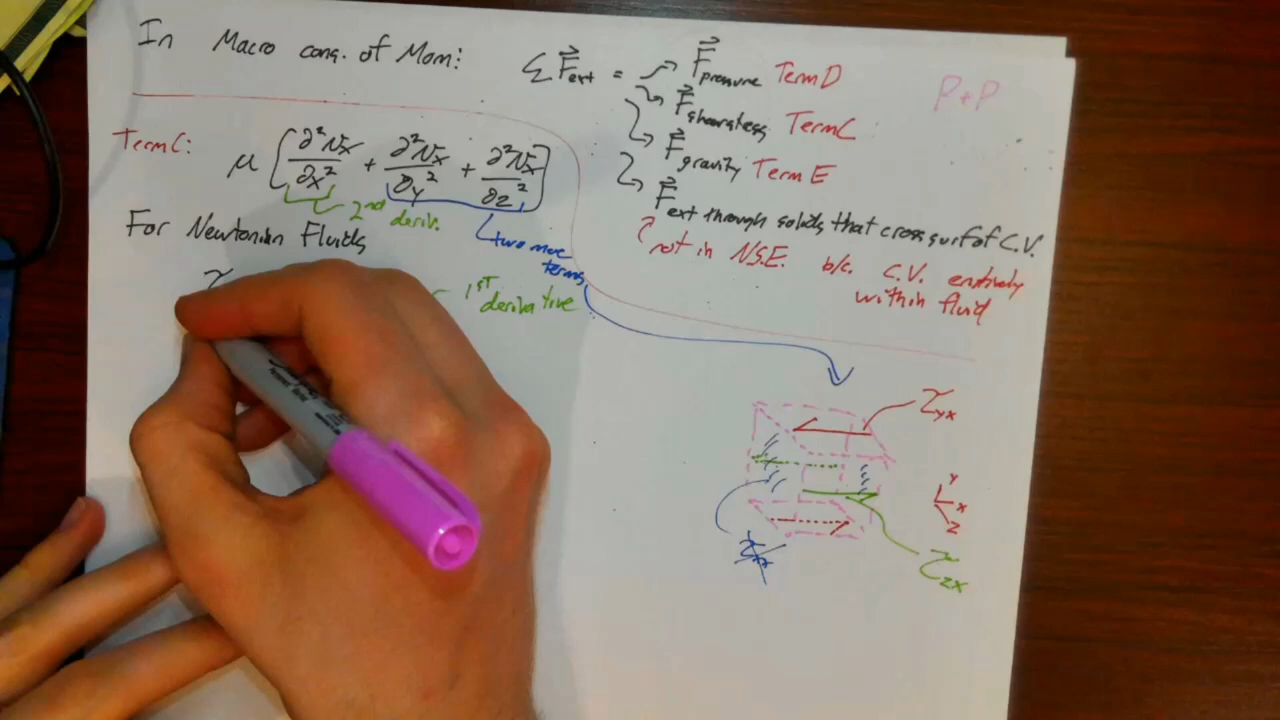 In Macro cons. of Mom:
Σ F⃗ext = F⃗pressure Term D
F⃗shearstress Term C
F⃗gravity Term E
F⃗ext through solids that cross surf of C.V.
not in N.S.E. b/c. C.V. entirely
within fluid
P+P
Term C: μ [∂²Vx/∂x² + ∂²Vx/∂y² + ∂²Vx/∂z²]
2nd deriv.
two more
terms
For Newtonian Fluids
τ
1ST
derivative
τyx
Y
X
Z
τxx
τzx